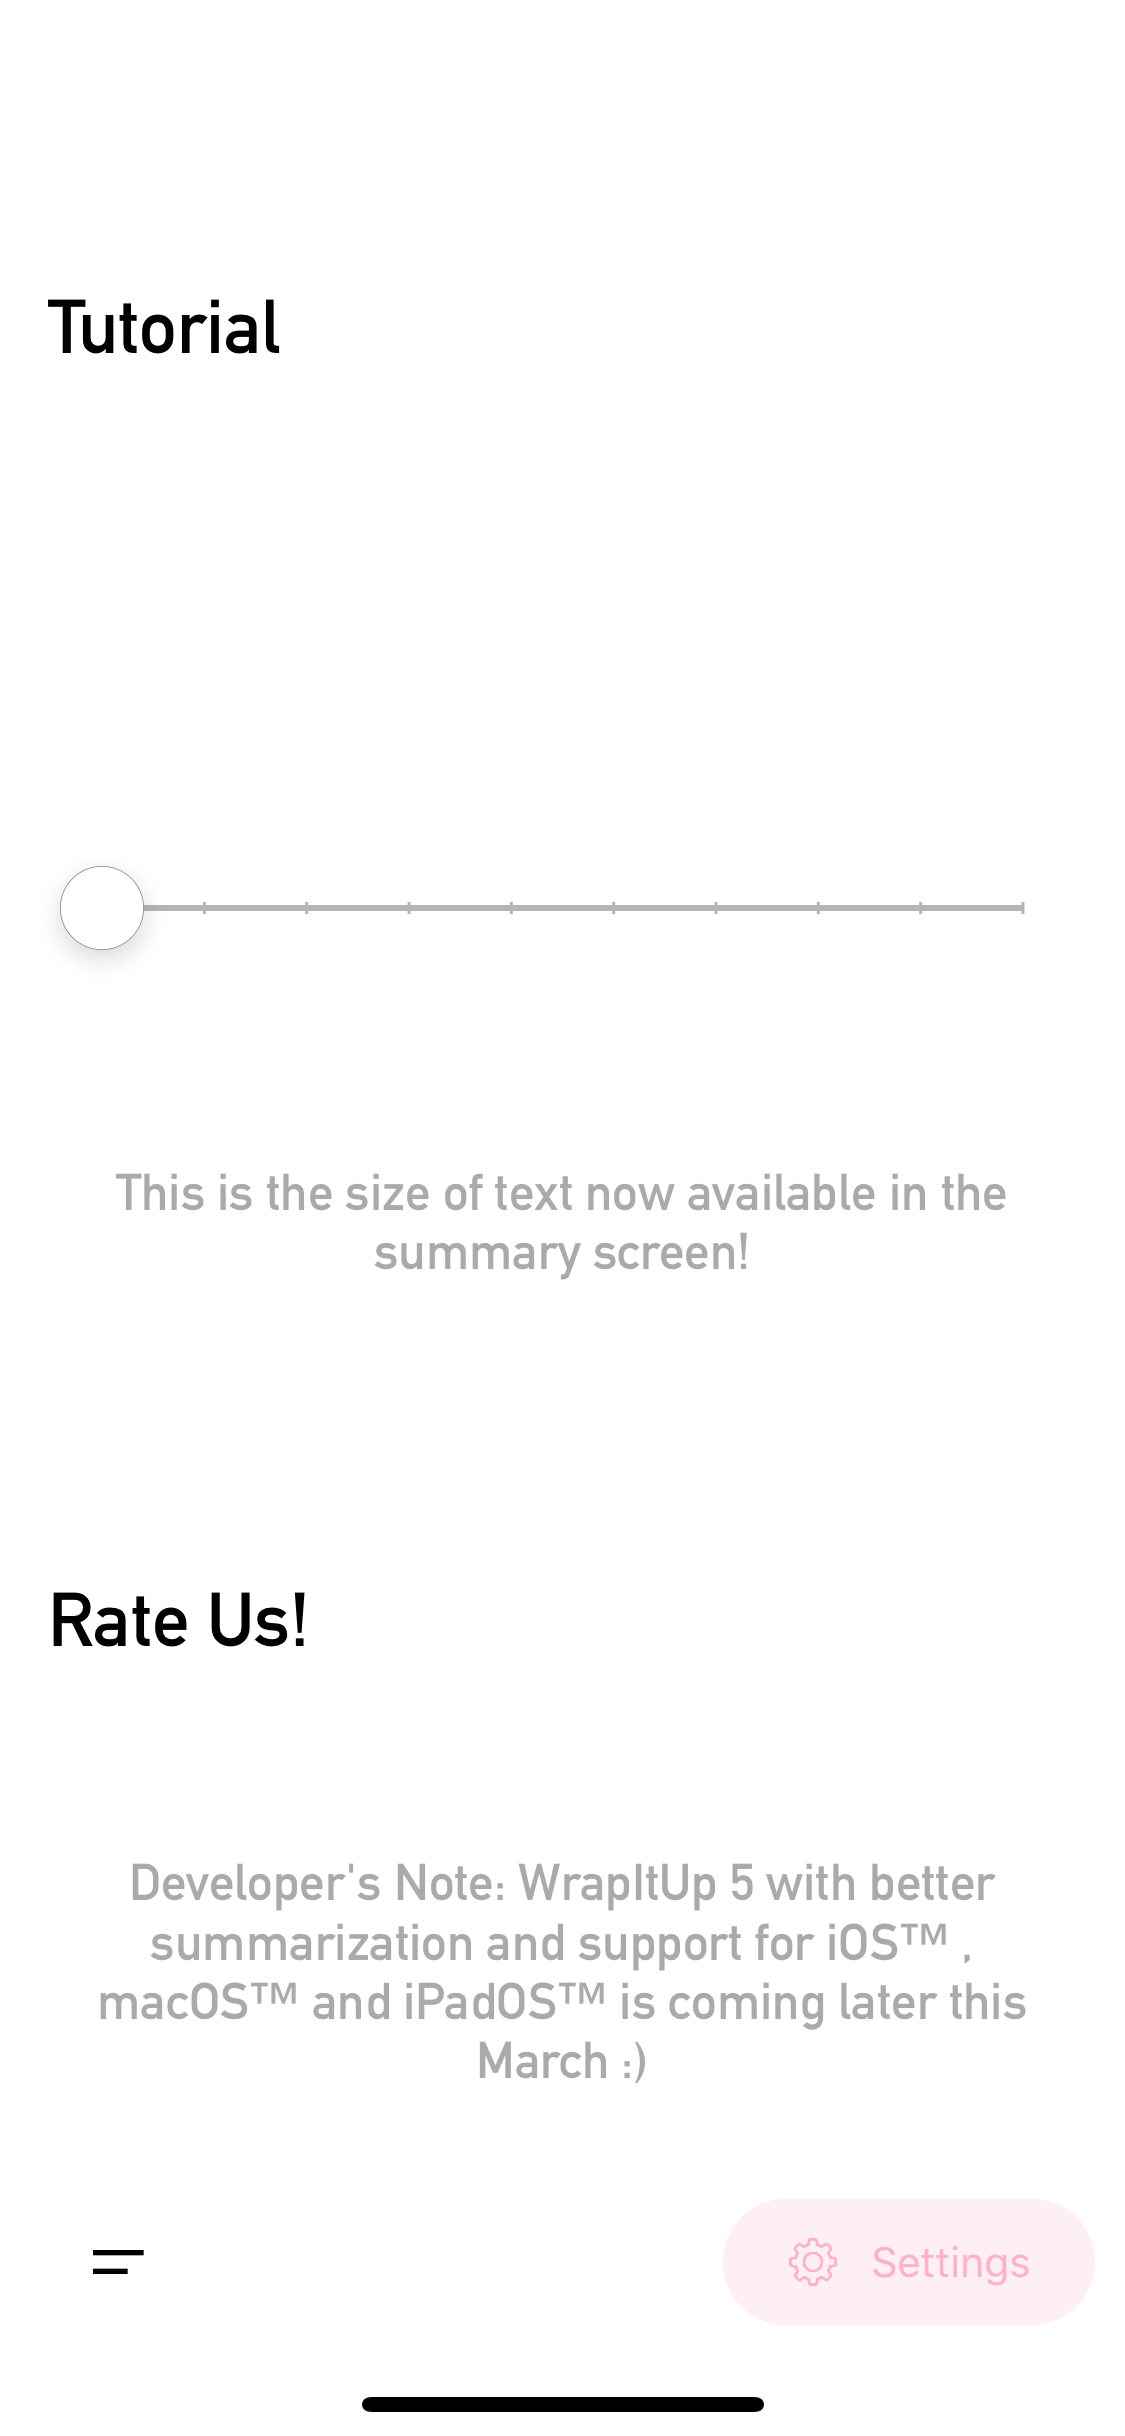 Tutorial
This is the size of text now available in the
summary screen!
Rate Us!
Developer's Note: WrapItUp 5 with better
summarization and support for iOS™ ,
macOS™ and iPadOS™ is coming later this
March :)
Settings